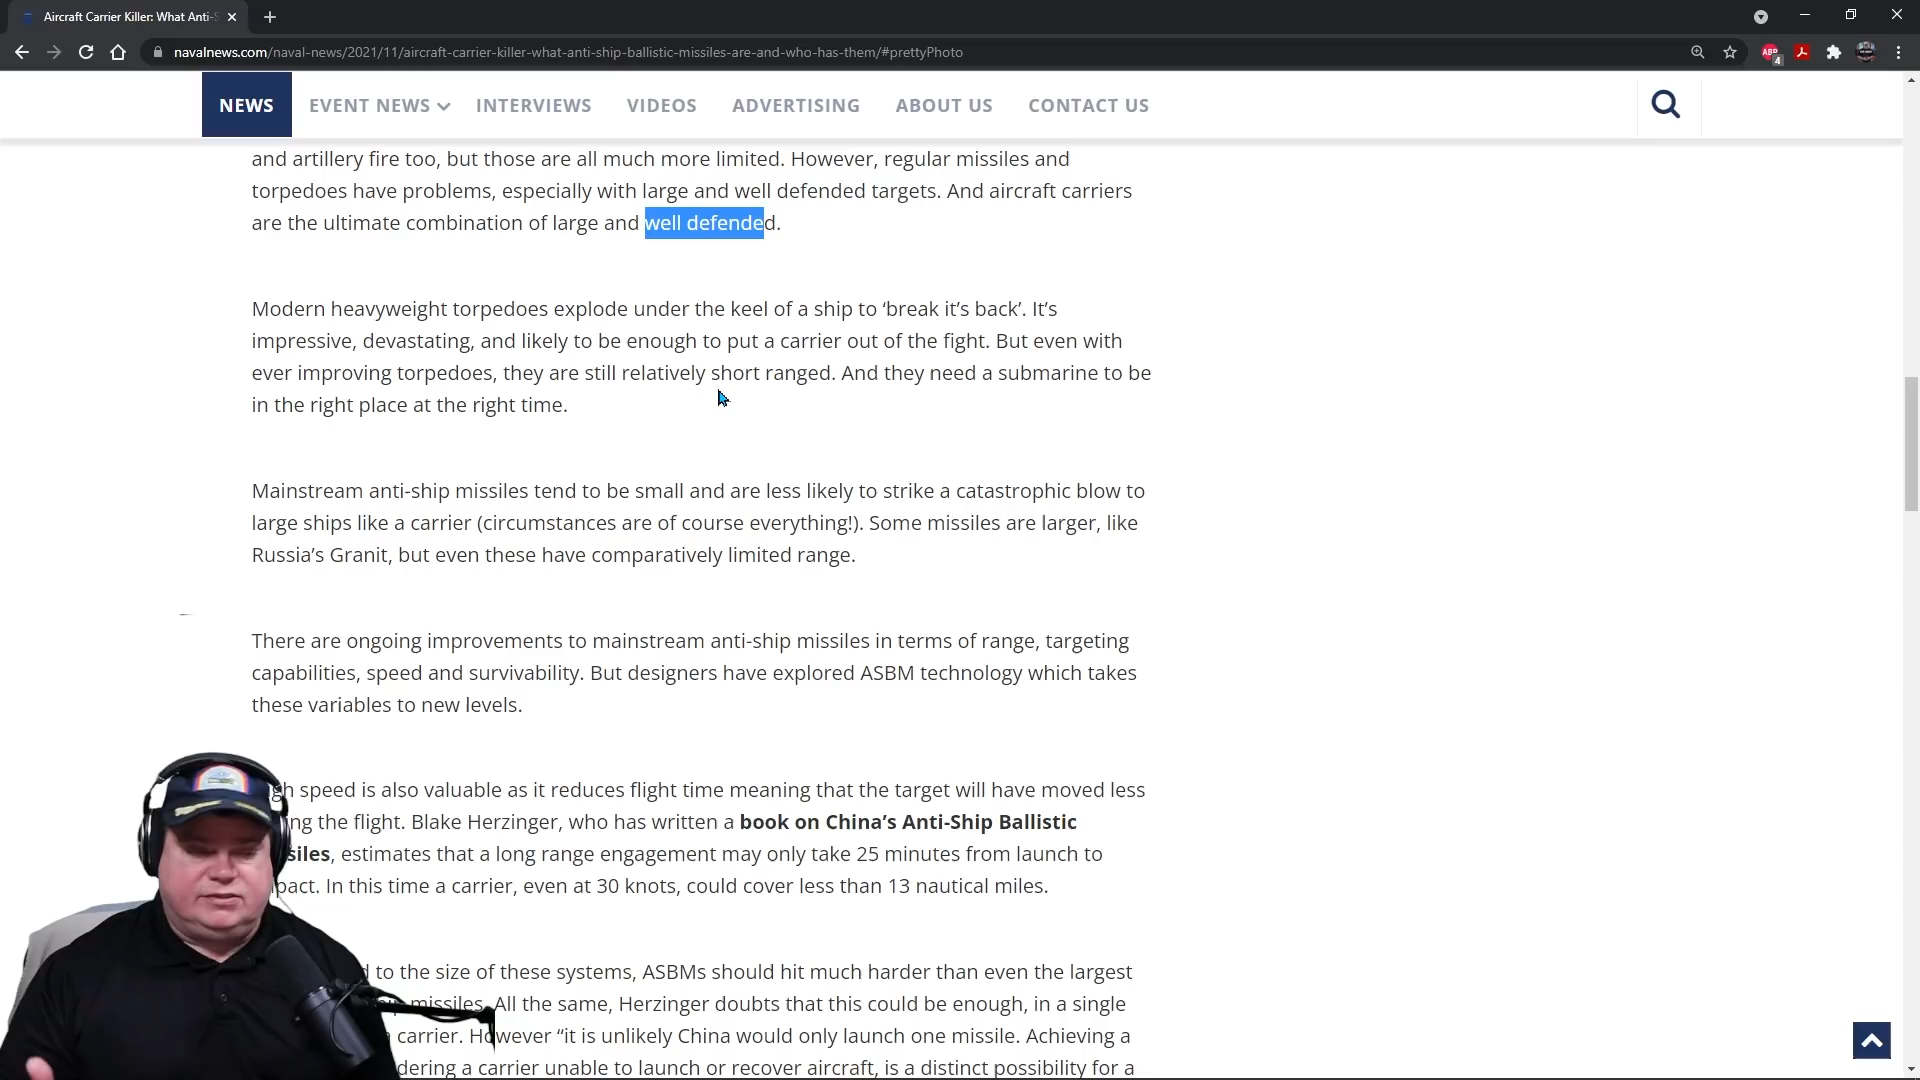 Aircraft Carrier Killer: What Anti-S
navalnews.com/naval-news/2021/11/aircraft-carrier-killer-what-anti-ship-ballistic-missiles-are-and-who-has-them/#prettyPhoto
ABP
4
NEWS EVENT NEWS INTERVIEWS VIDEOS ADVERTISING ABOUT US CONTACT US
and artillery fire too, but those are all much more limited. However, regular missiles and
torpedoes have problems, especially with large and well defended targets. And aircraft carriers
are the ultimate combination of large and well defended.
Modern heavyweight torpedoes explode under the keel of a ship to ‘break it’s back’. It’s
impressive, devastating, and likely to be enough to put a carrier out of the fight. But even with
ever improving torpedoes, they are still relatively short ranged. And they need a submarine to be
in the right place at the right time.
Mainstream anti-ship missiles tend to be small and are less likely to strike a catastrophic blow to
large ships like a carrier (circumstances are of course everything!). Some missiles are larger, like
Russia’s Granit, but even these have comparatively limited range.
There are ongoing improvements to mainstream anti-ship missiles in terms of range, targeting
capabilities, speed and survivability. But designers have explored ASBM technology which takes
these variables to new levels.
gh speed is also valuable as it reduces flight time meaning that the target will have moved less
ng the flight. Blake Herzinger, who has written a book on China’s Anti-Ship Ballistic
siles, estimates that a long range engagement may only take 25 minutes from launch to
pact. In this time a carrier, even at 30 knots, could cover less than 13 nautical miles.
d to the size of these systems, ASBMs should hit much harder than even the largest
missiles. All the same, Herzinger doubts that this could be enough, in a single
carrier. However “it is unlikely China would only launch one missile. Achieving a
dering a carrier unable to launch or recover aircraft, is a distinct possibility for a